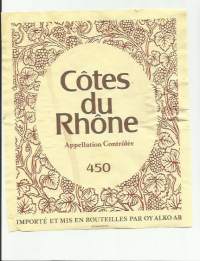 Côtes
du
Rhône
Appellation Contrôlée
450
IMPORTÉ ET MIS EN BOUTEILLES PAR OY ALKO AB